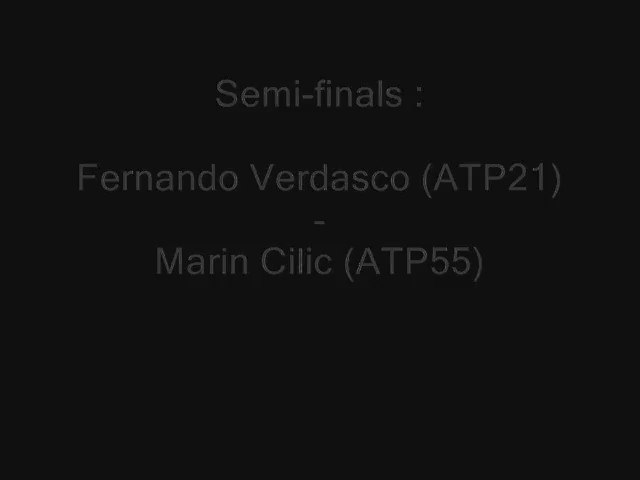 Semi-finals :
Fernando Verdasco (ATP21)
-
Marin Cilic (ATP55)